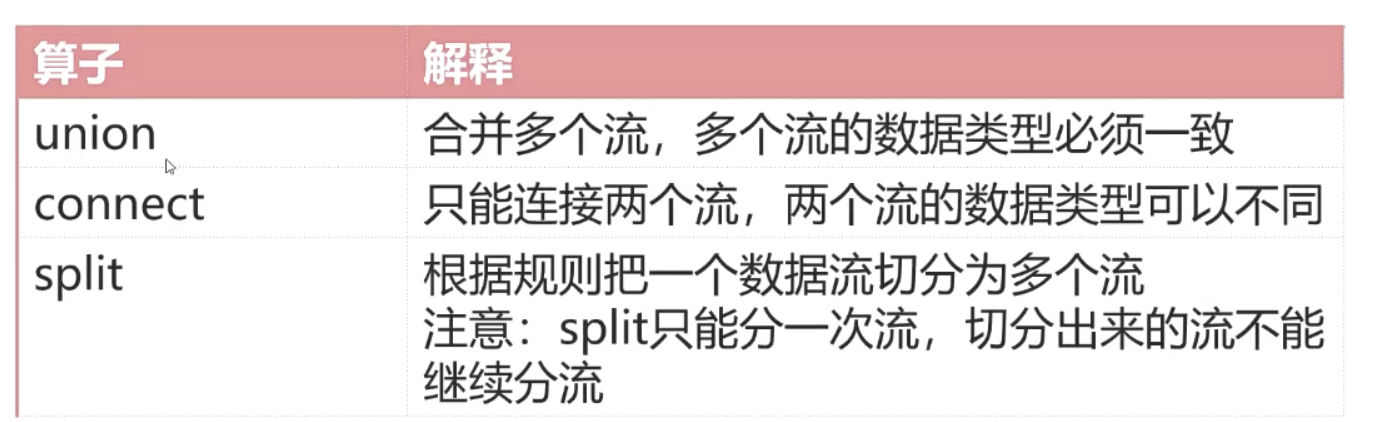 算子 解释
union 合并多个流，多个流的数据类型必须一致
connect 只能连接两个流，两个流的数据类型可以不同
split 根据规则把一个数据流切分为多个流
注意：split只能分一次流，切分出来的流不能
继续分流